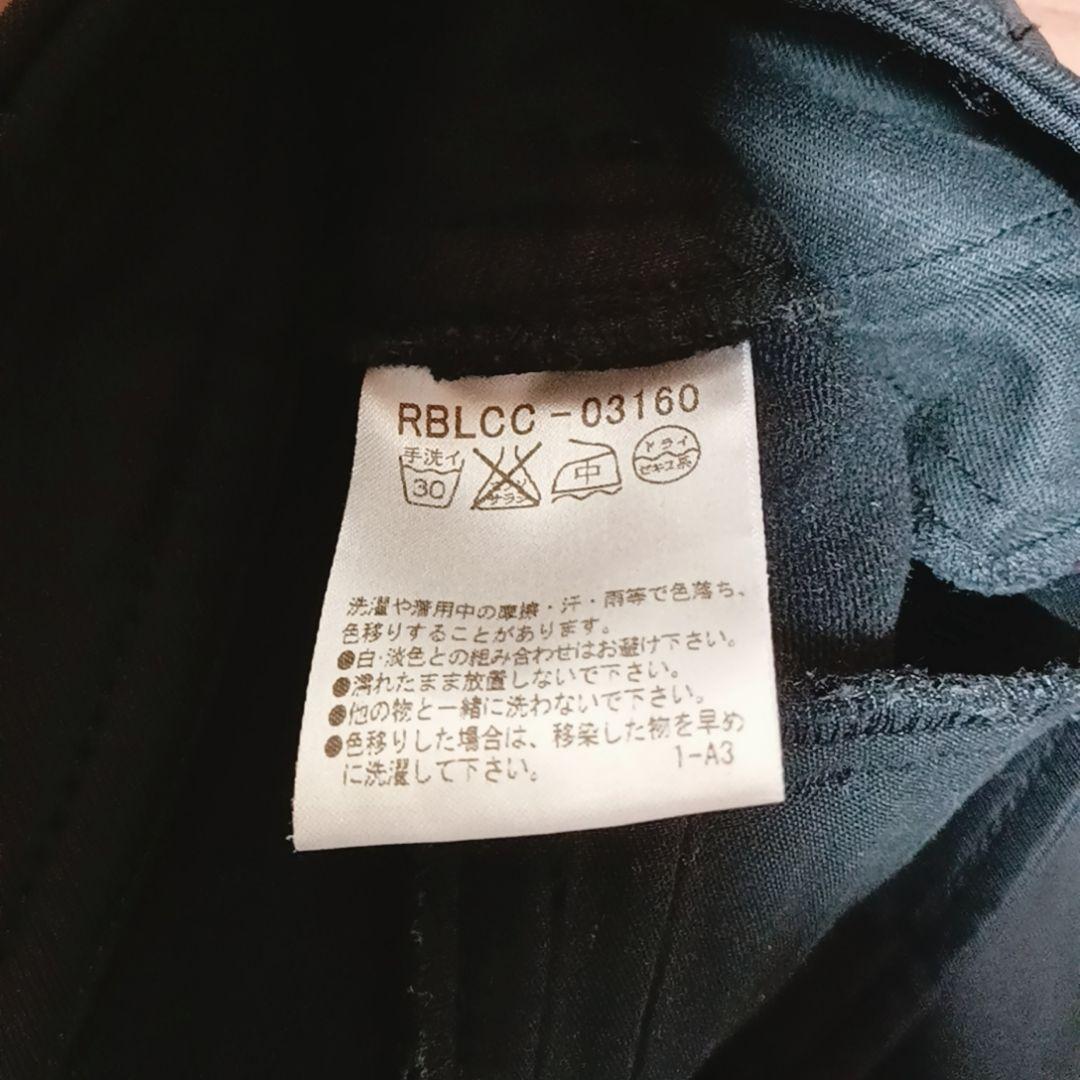 RBLCC-03160
手洗イ
30
エンソ
サラシ
中
ドライ
セキユ系
洗濯や着用中の摩擦・汗・雨等で色落ち、
色移りすることがあります。
●白・淡色との組み合わせはお避け下さい。
●濡れたまま放置しないで下さい。
●他の物と一緒に洗わないで下さい。
●色移りした場合は、移染した物を早め
に洗濯して下さい。
1-A3